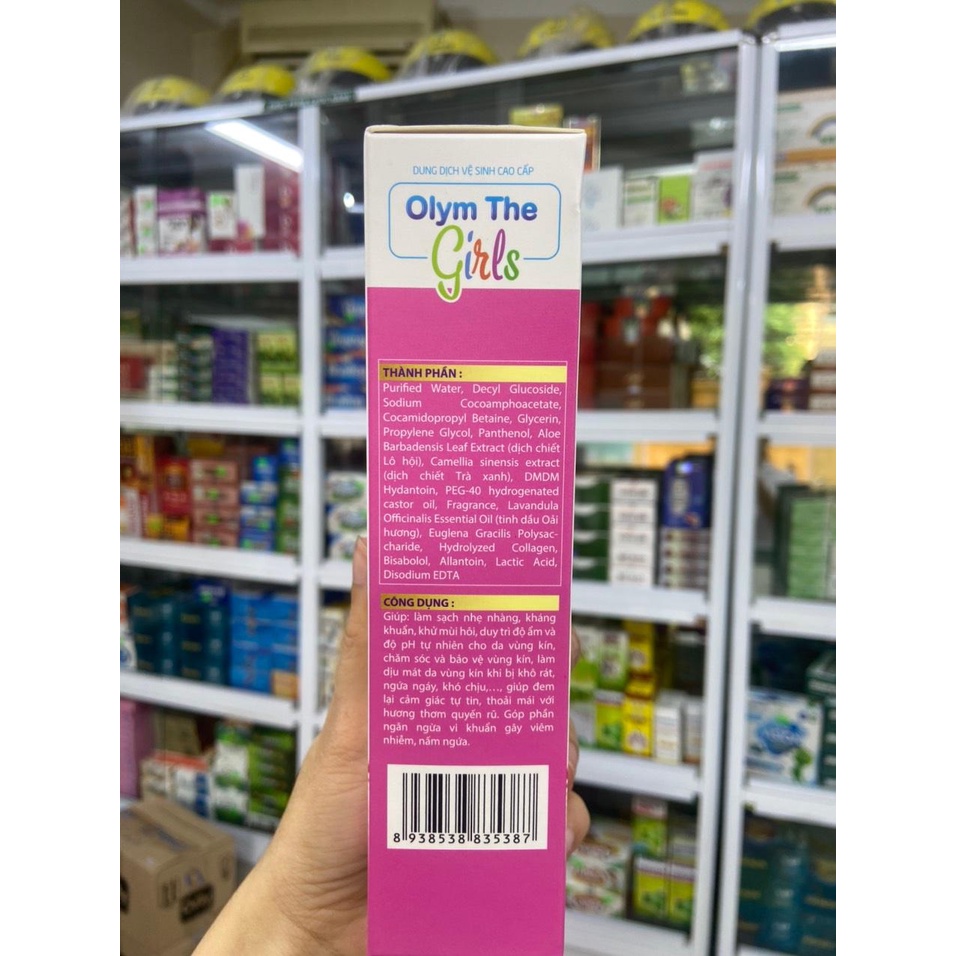 DUNG DỊCH VỆ SINH CAO CẤP
Olym The
Girls
THÀNH PHẦN :
Purified Water, Decyl Glucoside,
Sodium Cocoamphoacetate,
Cocamidopropyl Betaine, Glycerin,
Propylene Glycol, Panthenol, Aloe
Barbadensis Leaf Extract (dịch chiết
Lô hội), Camellia sinensis extract
(dịch chiết Trà xanh), DMDM
Hydantoin, PEG-40 hydrogenated
castor oil, Fragrance, Lavandula
Officinalis Essential Oil (tinh dầu Oải
hương), Euglena Gracilis Polysac-
charide, Hydrolyzed Collagen,
Bisabolol, Allantoin, Lactic Acid,
Disodium EDTA
CÔNG DỤNG :
Giúp: làm sạch nhẹ nhàng, kháng
khuẩn, khử mùi hôi, duy trì độ ẩm và
độ pH tự nhiên cho da vùng kín,
chăm sóc và bảo vệ vùng kín, làm
dịu mát da vùng kín khi bị khô rát,
ngứa ngáy, khó chịu,..., giúp đem
lại cảm giác tự tin, thoải mái với
hương thơm quyến rũ. Góp phần
ngăn ngừa vi khuẩn gây viêm
nhiễm, nấm ngứa.
8 938538 835387